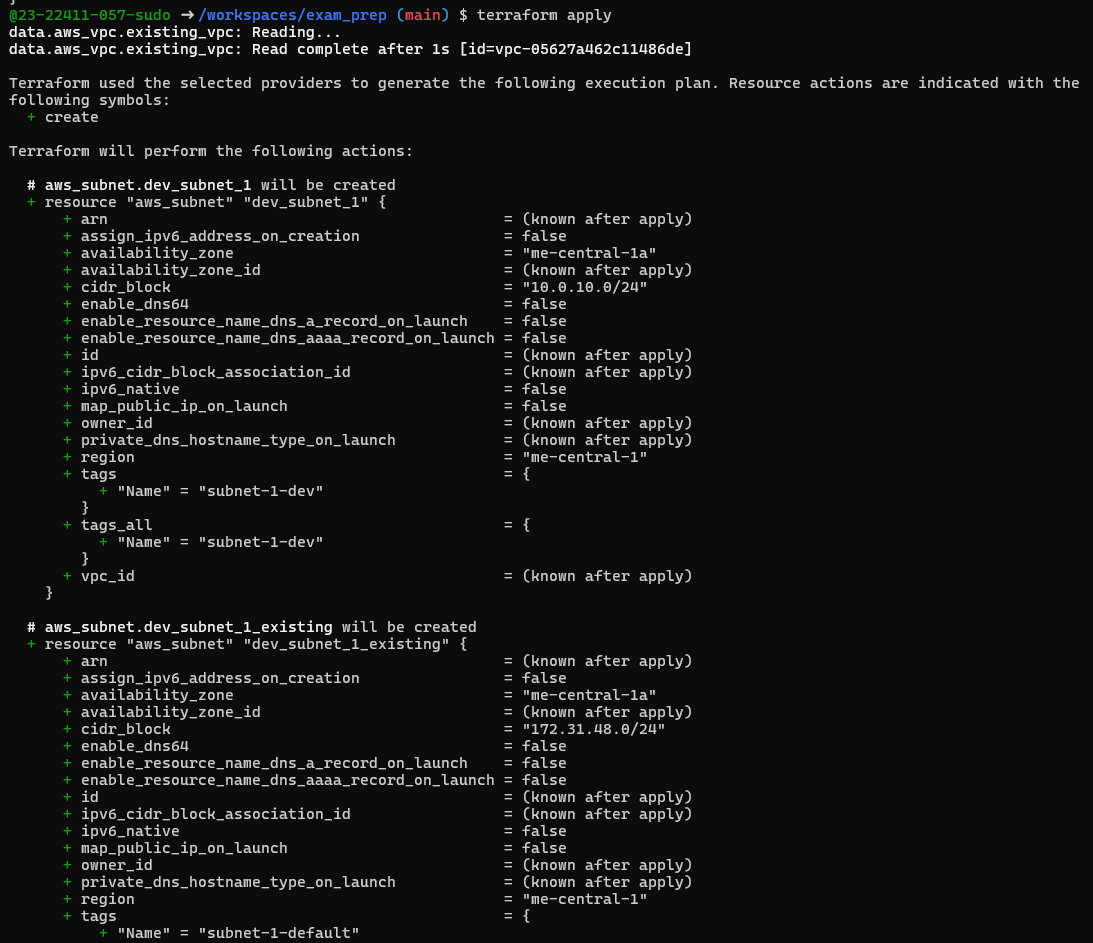 }
@23-22411-057-sudo → /workspaces/exam_prep (main) $ terraform apply
data.aws_vpc.existing_vpc: Reading...
data.aws_vpc.existing_vpc: Read complete after 1s [id=vpc-05627a462c11486de]
Terraform used the selected providers to generate the following execution plan. Resource actions are indicated with the
following symbols:
+ create
Terraform will perform the following actions:
# aws_subnet.dev_subnet_1 will be created
+ resource "aws_subnet" "dev_subnet_1" {
+ arn = (known after apply)
+ assign_ipv6_address_on_creation = false
+ availability_zone = "me-central-1a"
+ availability_zone_id = (known after apply)
+ cidr_block = "10.0.10.0/24"
+ enable_dns64 = false
+ enable_resource_name_dns_a_record_on_launch = false
+ enable_resource_name_dns_aaaa_record_on_launch = false
+ id = (known after apply)
+ ipv6_cidr_block_association_id = (known after apply)
+ ipv6_native = false
+ map_public_ip_on_launch = false
+ owner_id = (known after apply)
+ private_dns_hostname_type_on_launch = (known after apply)
+ region = "me-central-1"
+ tags = {
+ "Name" = "subnet-1-dev"
}
+ tags_all = {
+ "Name" = "subnet-1-dev"
}
+ vpc_id = (known after apply)
}
# aws_subnet.dev_subnet_1_existing will be created
+ resource "aws_subnet" "dev_subnet_1_existing" {
+ arn = (known after apply)
+ assign_ipv6_address_on_creation = false
+ availability_zone = "me-central-1a"
+ availability_zone_id = (known after apply)
+ cidr_block = "172.31.48.0/24"
+ enable_dns64 = false
+ enable_resource_name_dns_a_record_on_launch = false
+ enable_resource_name_dns_aaaa_record_on_launch = false
+ id = (known after apply)
+ ipv6_cidr_block_association_id = (known after apply)
+ ipv6_native = false
+ map_public_ip_on_launch = false
+ owner_id = (known after apply)
+ private_dns_hostname_type_on_launch = (known after apply)
+ region = "me-central-1"
+ tags = {
+ "Name" = "subnet-1-default"